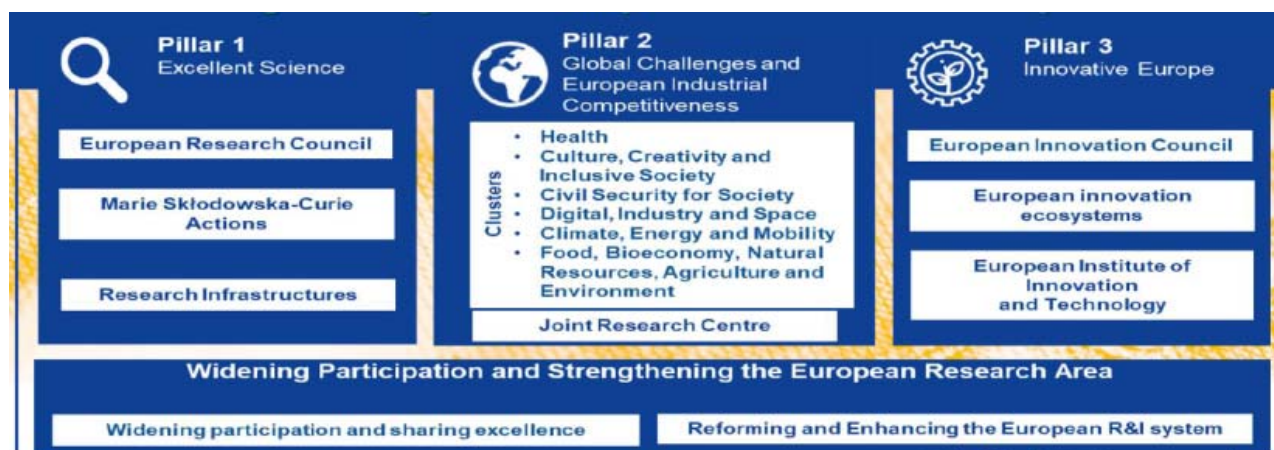 Pillar 1
Excellent Science
European Research Council
Marie Skłodowska-Curie
Actions
Research Infrastructures
Pillar 2
Global Challenges and
European Industrial
Competitiveness
Clusters
• Health
• Culture, Creativity and
Inclusive Society
• Civil Security for Society
• Digital, Industry and Space
• Climate, Energy and Mobility
• Food, Bioeconomy, Natural
Resources, Agriculture and
Environment
Joint Research Centre
Pillar 3
Innovative Europe
European Innovation Council
European innovation
ecosystems
European Institute of
Innovation
and Technology
Widening Participation and Strengthening the European Research Area
Widening participation and sharing excellence
Reforming and Enhancing the European R&I system